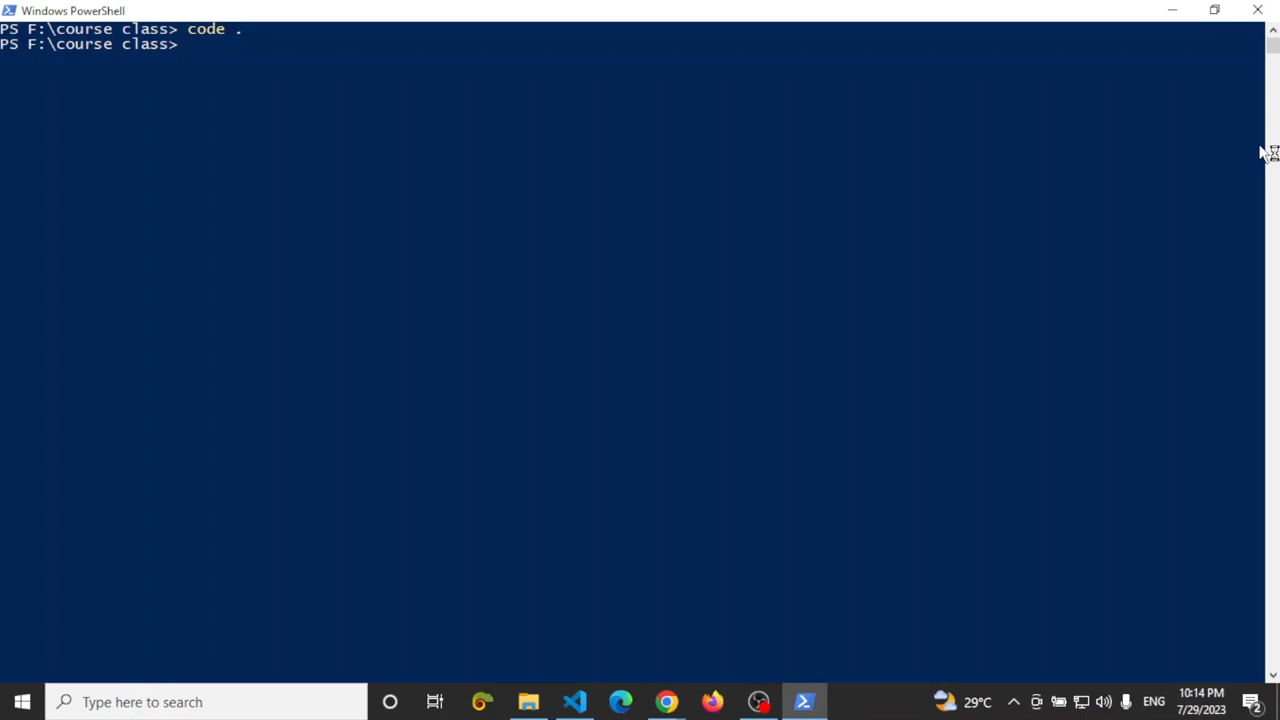 Windows PowerShell
PS F:\course class> code .
PS F:\course class>
Type here to search
29°C
ENG
10:14 PM
7/29/2023
2